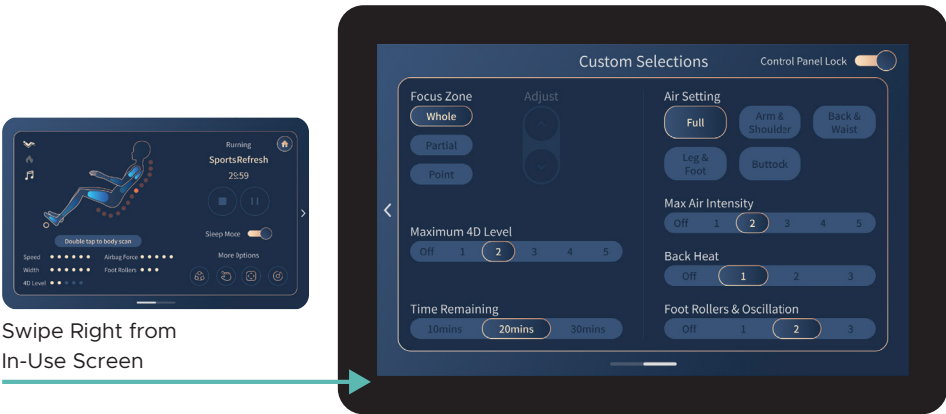 Running
SportsRefresh
29:59
Sleep More
Double tap to body scan
More Options
Speed
Airbag Force
Width
Foot Rollers
4D Level
Swipe Right from
In-Use Screen
Custom Selections
Control Panel Lock
Focus Zone
Adjust
Whole
Partial
Point
Maximum 4D Level
Off 1 2 3 4 5
Time Remaining
10mins 20mins 30mins
Air Setting
Full
Arm &
Shoulder
Back &
Waist
Leg &
Foot
Buttock
Max Air Intensity
Off 1 2 3 4 5
Back Heat
Off 1 2 3
Foot Rollers & Oscillation
Off 1 2 3